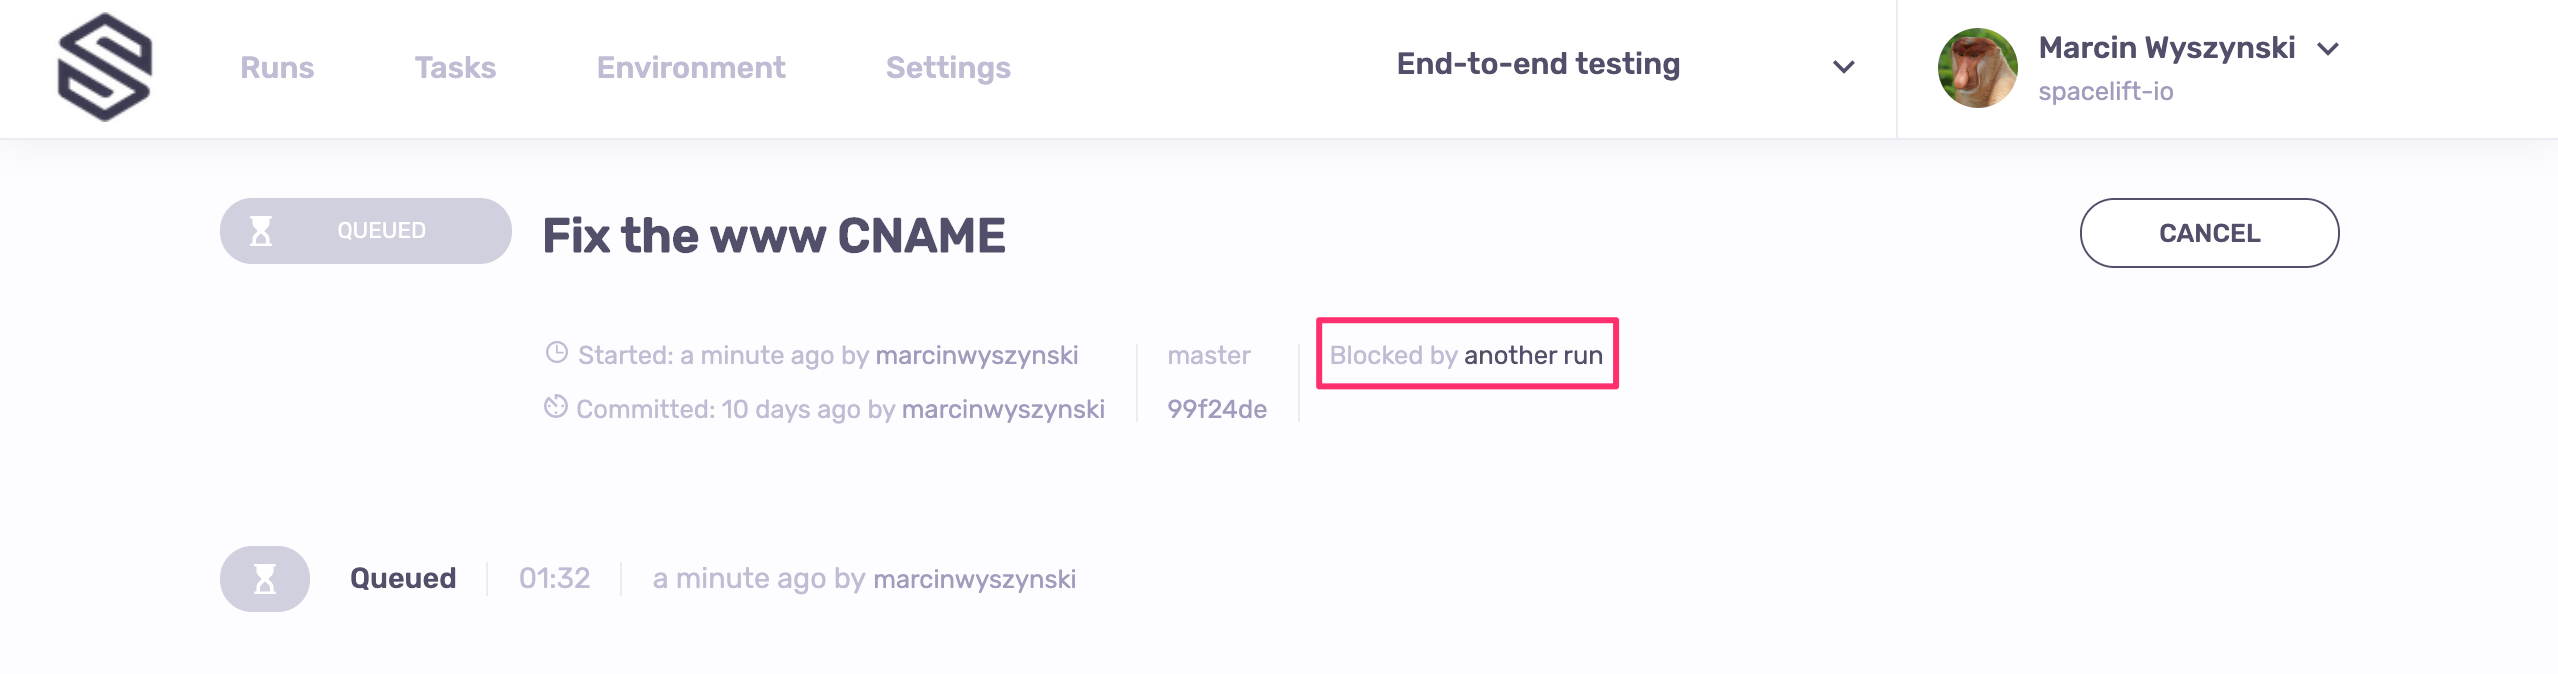 Runs Tasks Environment Settings End-to-end testing Marcin Wyszynski
spacelift-io
QUEUED Fix the www CNAME CANCEL
Started: a minute ago by marcinwyszynski master Blocked by another run
Committed: 10 days ago by marcinwyszynski 99f24de
Queued 01:32 a minute ago by marcinwyszynski